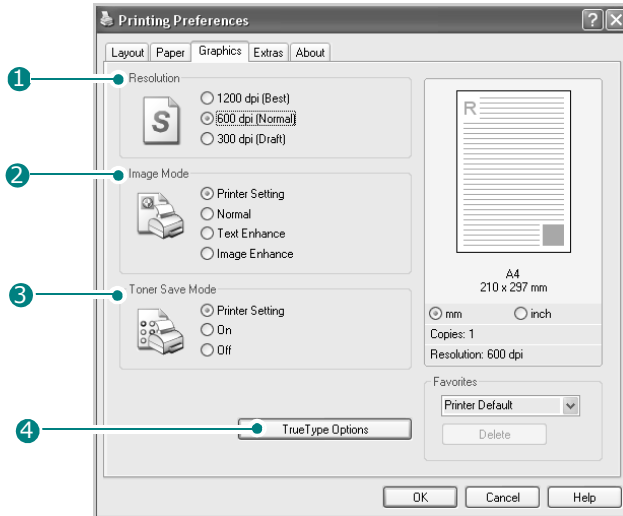 Printing Preferences
Layout Paper Graphics Extras About
1
Resolution
S
1200 dpi (Best)
600 dpi (Normal)
300 dpi (Draft)
2
Image Mode
Printer Setting
Normal
Text Enhance
Image Enhance
3
Toner Save Mode
Printer Setting
On
Off
4
TrueType Options
R
A4
210 x 297 mm
mm inch
Copies: 1
Resolution: 600 dpi
Favorites
Printer Default
Delete
OK Cancel Help